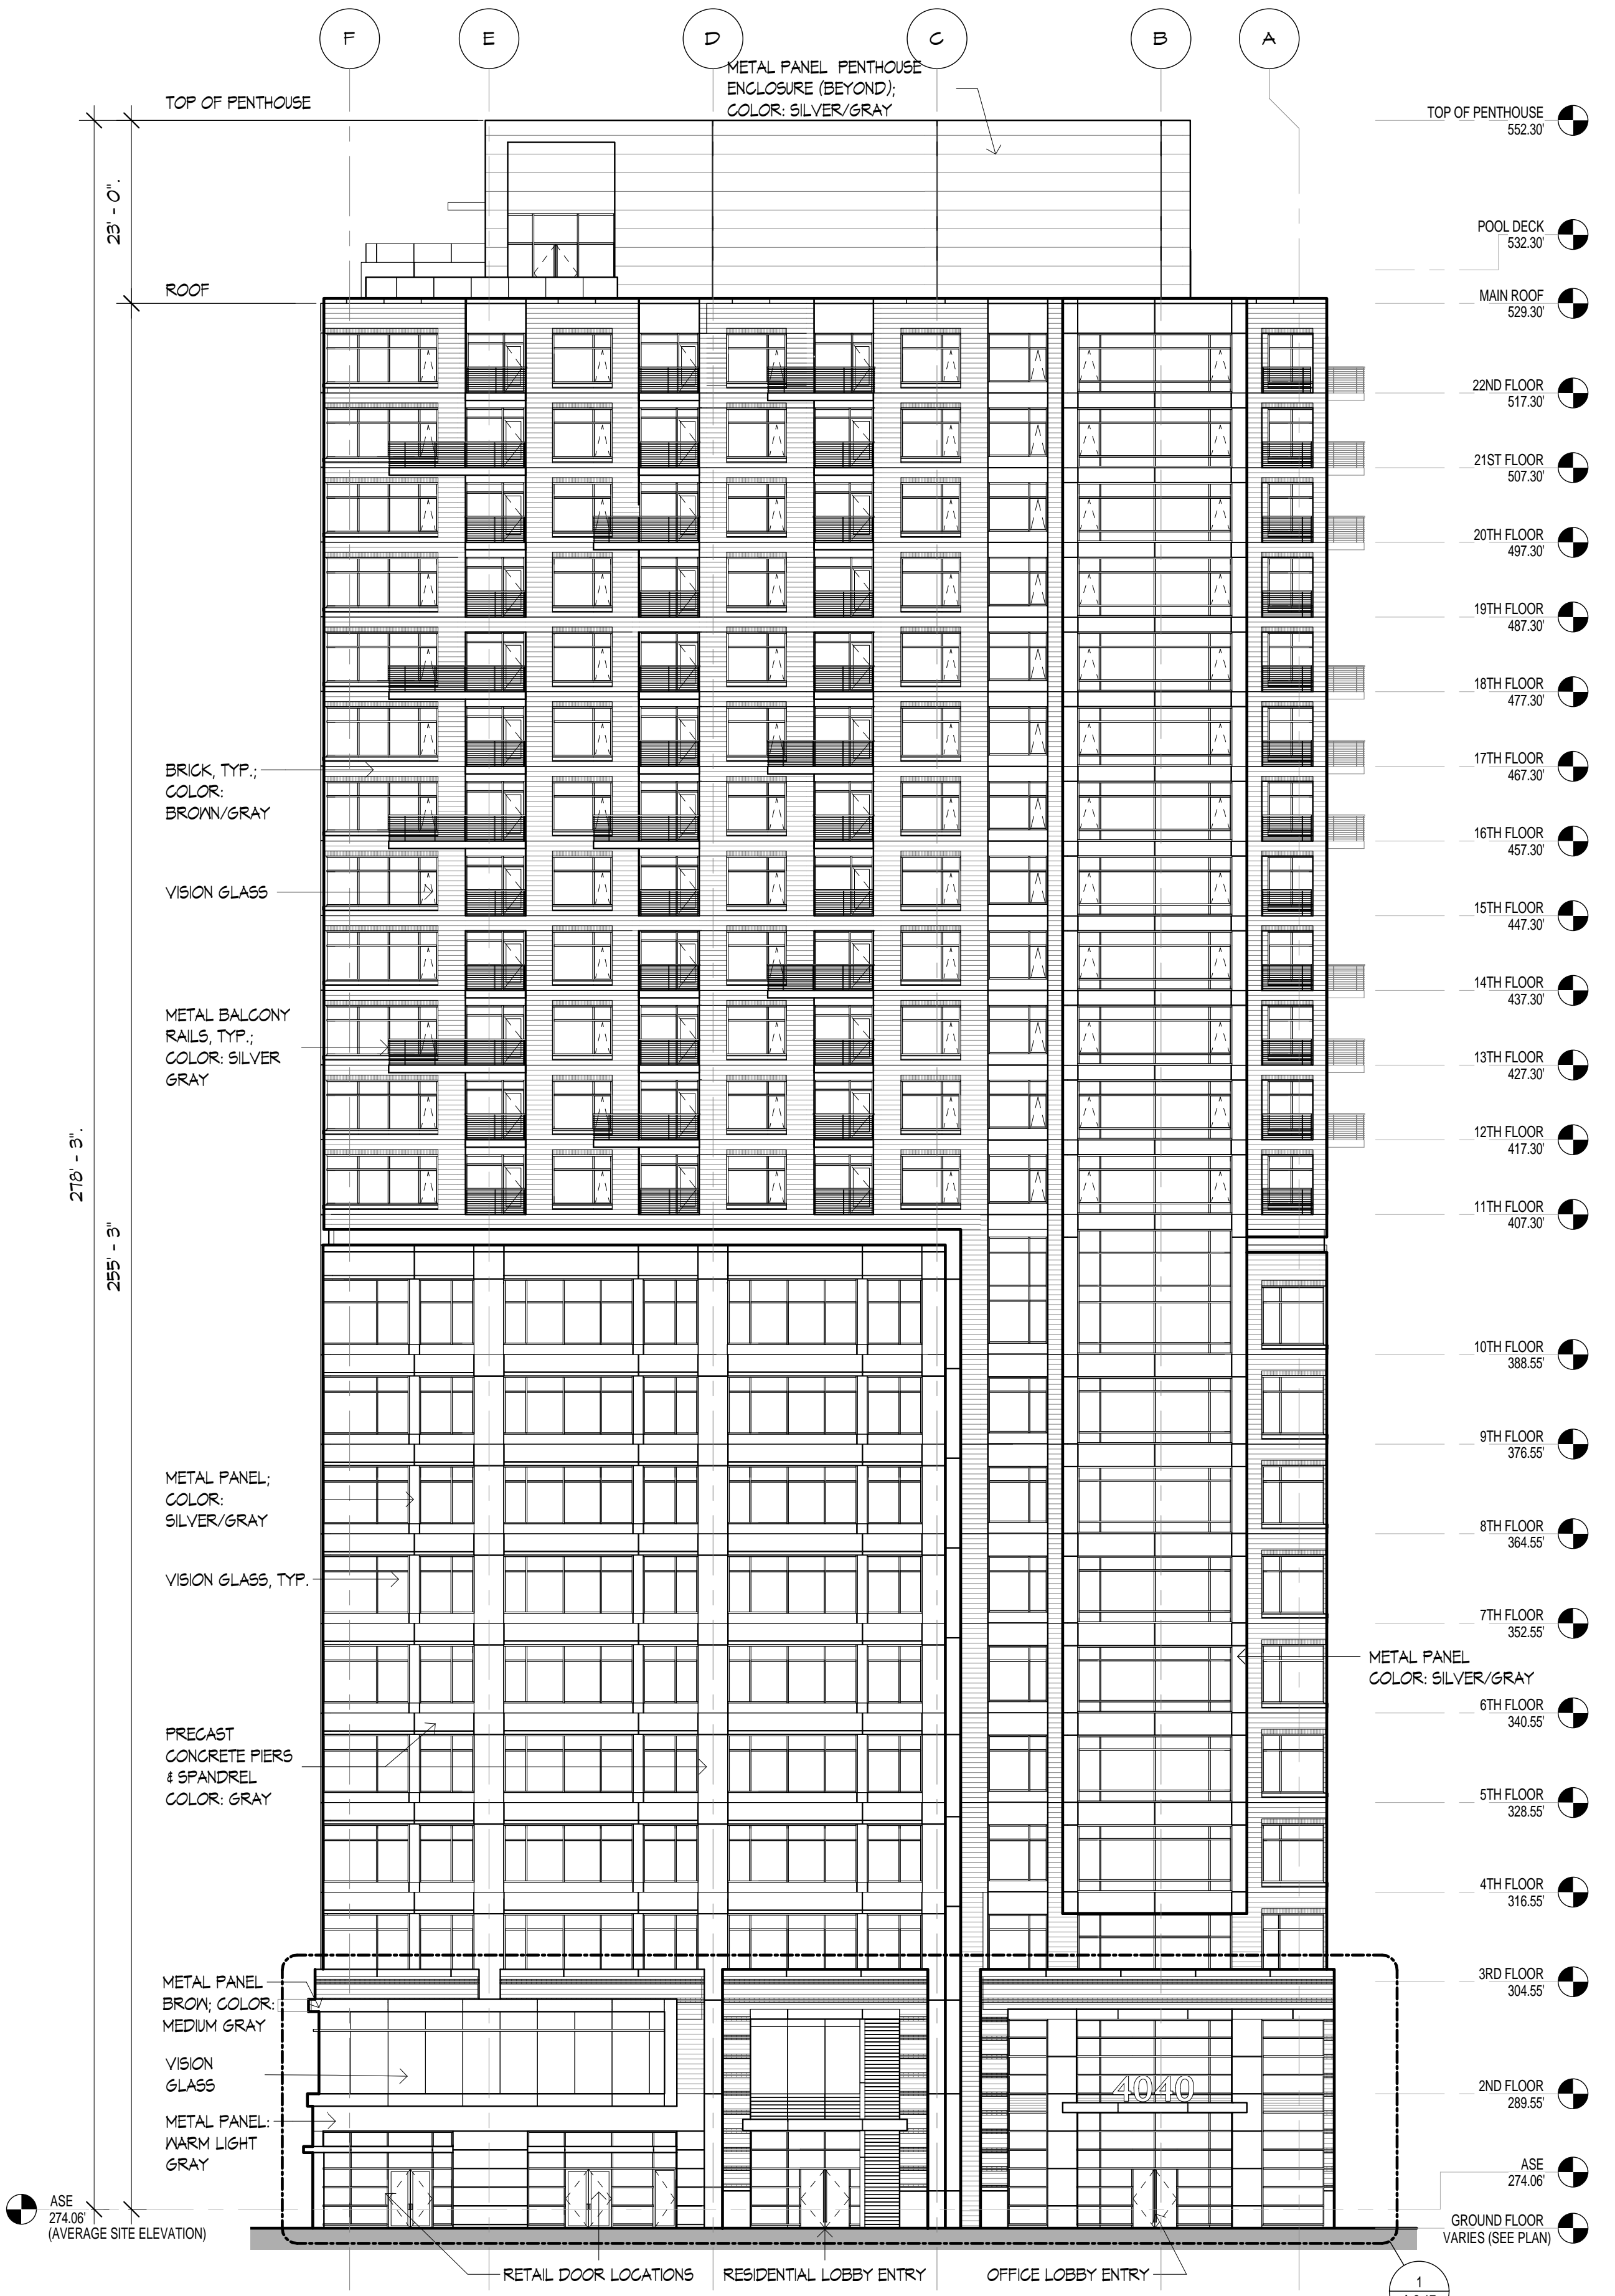 F
E
D
C
B
A
METAL PANEL PENTHOUSE
ENCLOSURE (BEYOND);
COLOR: SILVER/GRAY
TOP OF PENTHOUSE
TOP OF PENTHOUSE
552.30'
23' - 0".
POOL DECK
532.30'
ROOF
MAIN ROOF
529.30'
22ND FLOOR
517.30'
21ST FLOOR
507.30'
20TH FLOOR
497.30'
19TH FLOOR
487.30'
18TH FLOOR
477.30'
17TH FLOOR
467.30'
BRICK, TYP.;
COLOR:
BROWN/GRAY
16TH FLOOR
457.30'
VISION GLASS
15TH FLOOR
447.30'
14TH FLOOR
437.30'
METAL BALCONY
RAILS, TYP.;
COLOR: SILVER
GRAY
13TH FLOOR
427.30'
12TH FLOOR
417.30'
278' - 3".
11TH FLOOR
407.30'
255' - 3"
10TH FLOOR
388.55'
9TH FLOOR
376.55'
METAL PANEL;
COLOR:
SILVER/GRAY
8TH FLOOR
364.55'
VISION GLASS, TYP.
7TH FLOOR
352.55'
METAL PANEL
COLOR: SILVER/GRAY
6TH FLOOR
340.55'
PRECAST
CONCRETE PIERS
& SPANDREL
COLOR: GRAY
5TH FLOOR
328.55'
4TH FLOOR
316.55'
METAL PANEL
BROW; COLOR:
MEDIUM GRAY
3RD FLOOR
304.55'
VISION
GLASS
4040
2ND FLOOR
289.55'
METAL PANEL:
WARM LIGHT
GRAY
ASE
274.06'
ASE
274.06'
(AVERAGE SITE ELEVATION)
GROUND FLOOR
VARIES (SEE PLAN)
RETAIL DOOR LOCATIONS
RESIDENTIAL LOBBY ENTRY
OFFICE LOBBY ENTRY
1